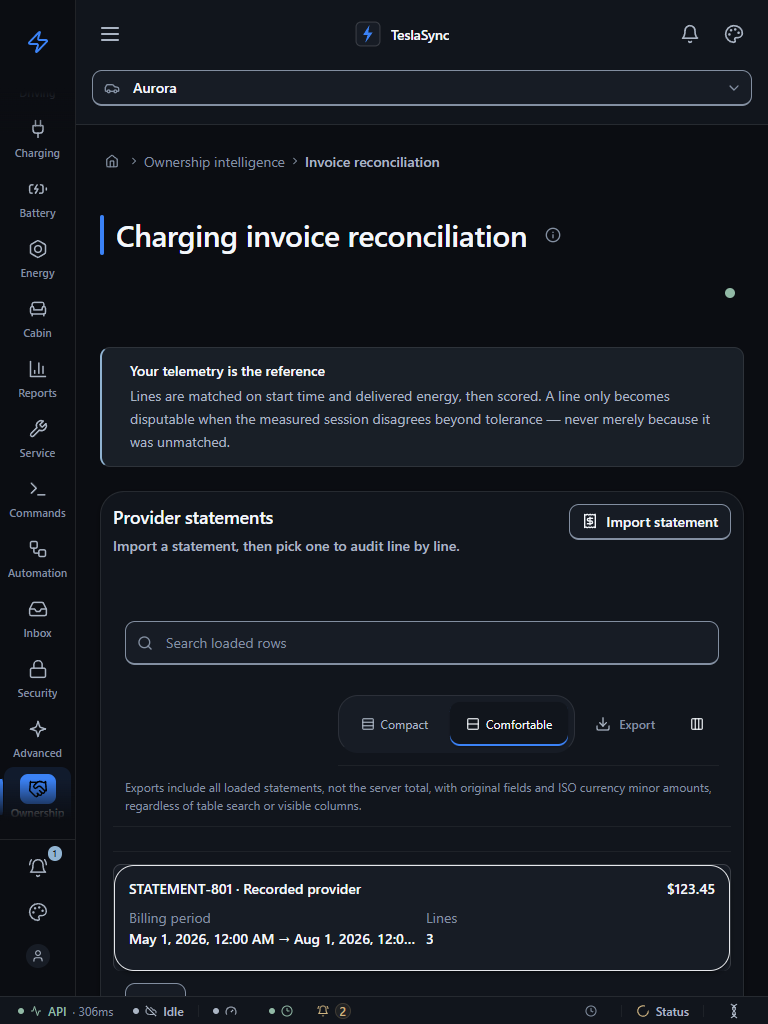 TeslaSync
Aurora
Driving
Charging
Battery
Energy
Cabin
Reports
Service
Commands
Automation
Inbox
Security
Advanced
Ownership
1
Ownership intelligence
Invoice reconciliation
Charging invoice reconciliation
Your telemetry is the reference
Lines are matched on start time and delivered energy, then scored. A line only becomes
disputable when the measured session disagrees beyond tolerance — never merely because it
was unmatched.
Provider statements
Import statement
Import a statement, then pick one to audit line by line.
Search loaded rows
Compact
Comfortable
Export
Exports include all loaded statements, not the server total, with original fields and ISO currency minor amounts,
regardless of table search or visible columns.
STATEMENT-801 · Recorded provider
$123.45
Billing period
Lines
May 1, 2026, 12:00 AM → Aug 1, 2026, 12:0...
3
API · 306ms
Idle
2
Status